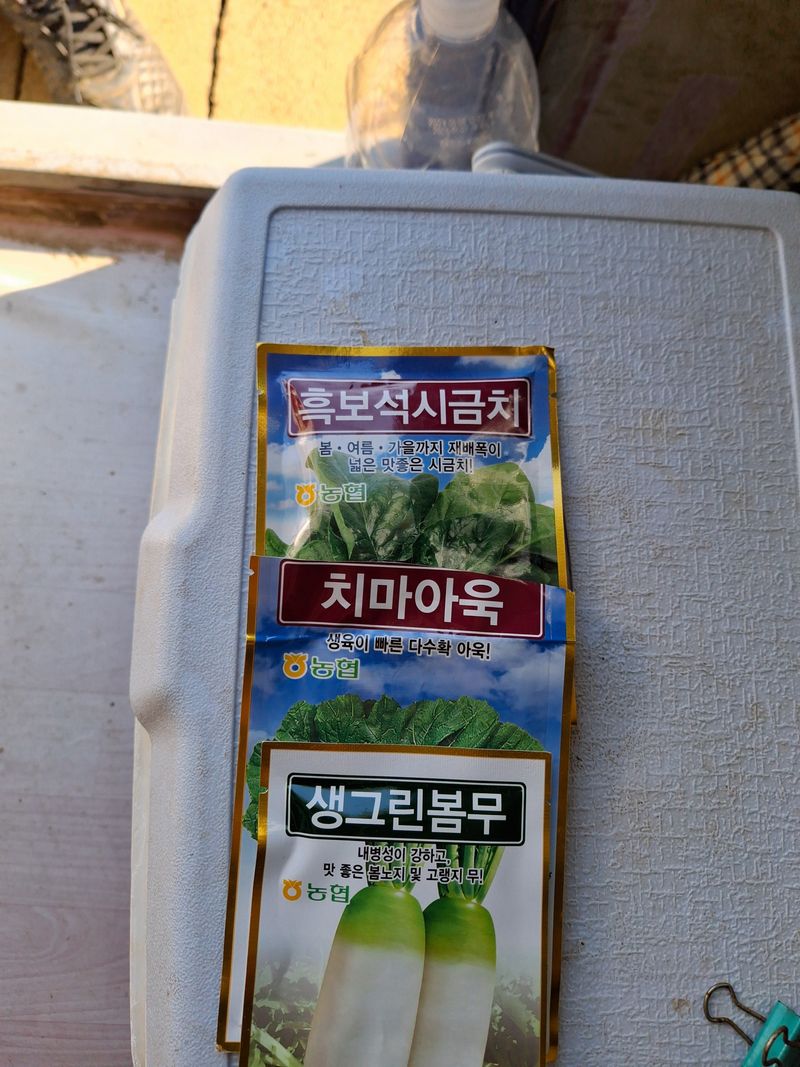 흑보석시금치
봄·여름·가을까지 재배폭이
넓은 맛좋은 시금치!
농협
치마아욱
생육이 빠른 다수확 아욱!
농협
생그린봄무
내병성이 강하고,
맛 좋은 봄노지 및 고랭지 무!
농협